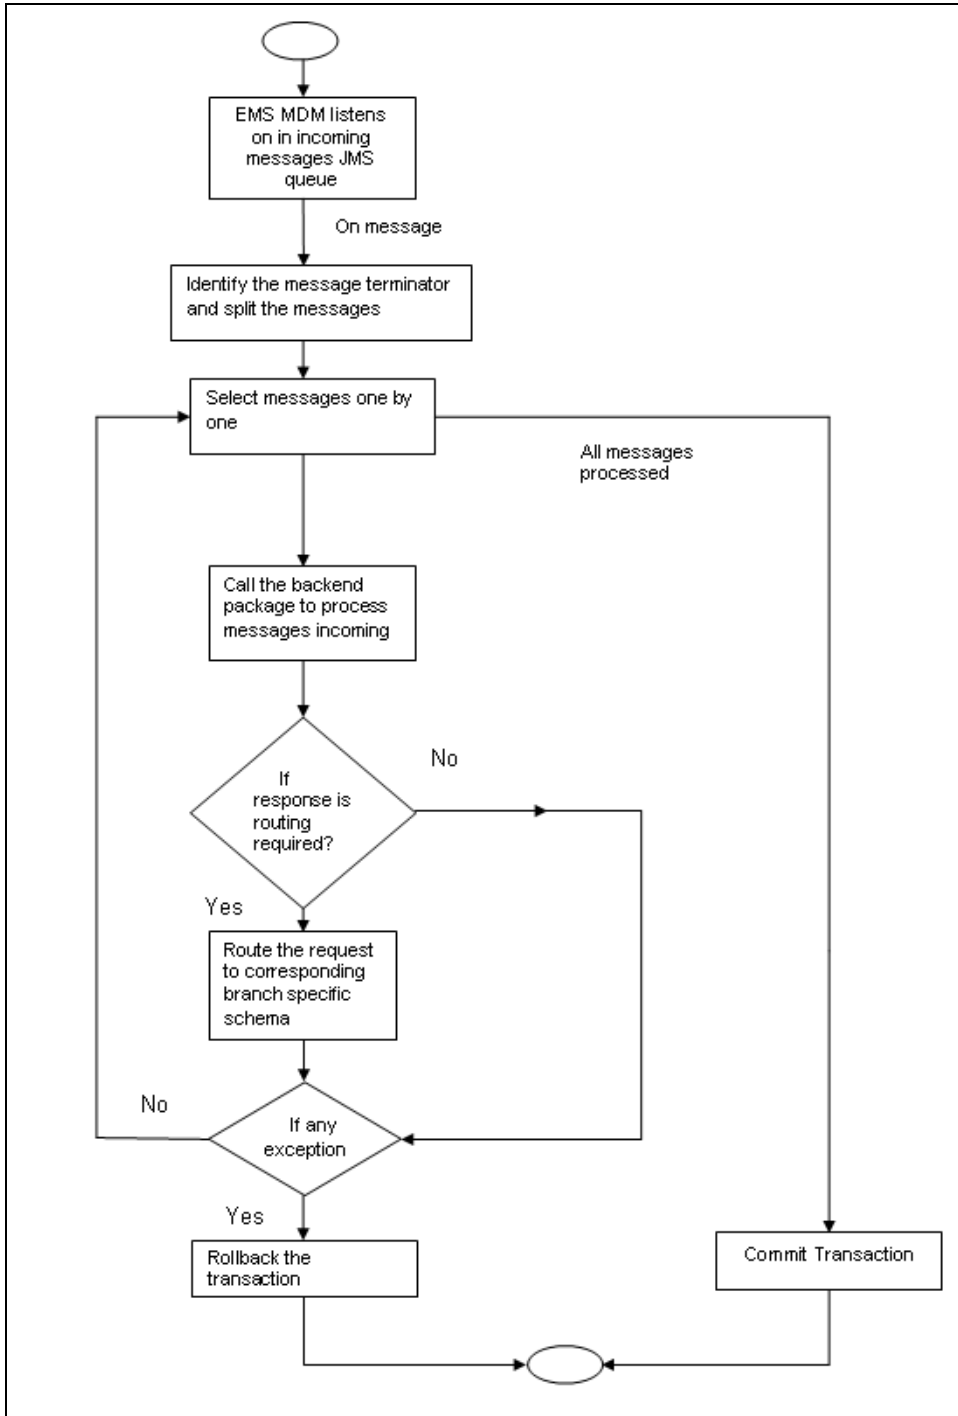 EMS MDM listens
on in incoming
messages JMS
queue
On message
Identify the message terminator
and split the messages
Select messages one by
one
All messages
processed
Call the backend
package to process
messages incoming
No
If
response is
routing
required?
Yes
Route the request
to corresponding
branch specific
schema
No
If any
exception
Yes
Rollback the
transaction
Commit Transaction